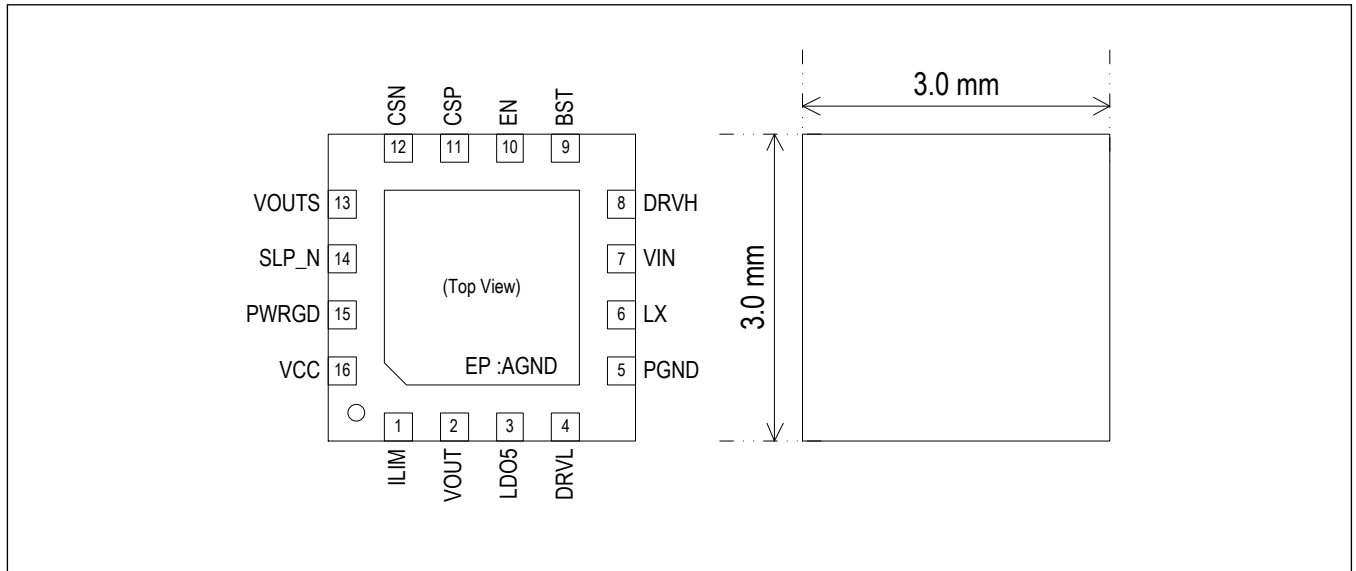 CSN
CSP
EN
BST
12
11
10
9
VOUTS 13
SLP_N 14
PWRGD 15
VCC 16
8 DRVH
7 VIN
6 LX
5 PGND
(Top View)
EP :AGND
1
2
3
4
ILIM
VOUT
LDO5
DRVL
3.0 mm
3.0 mm